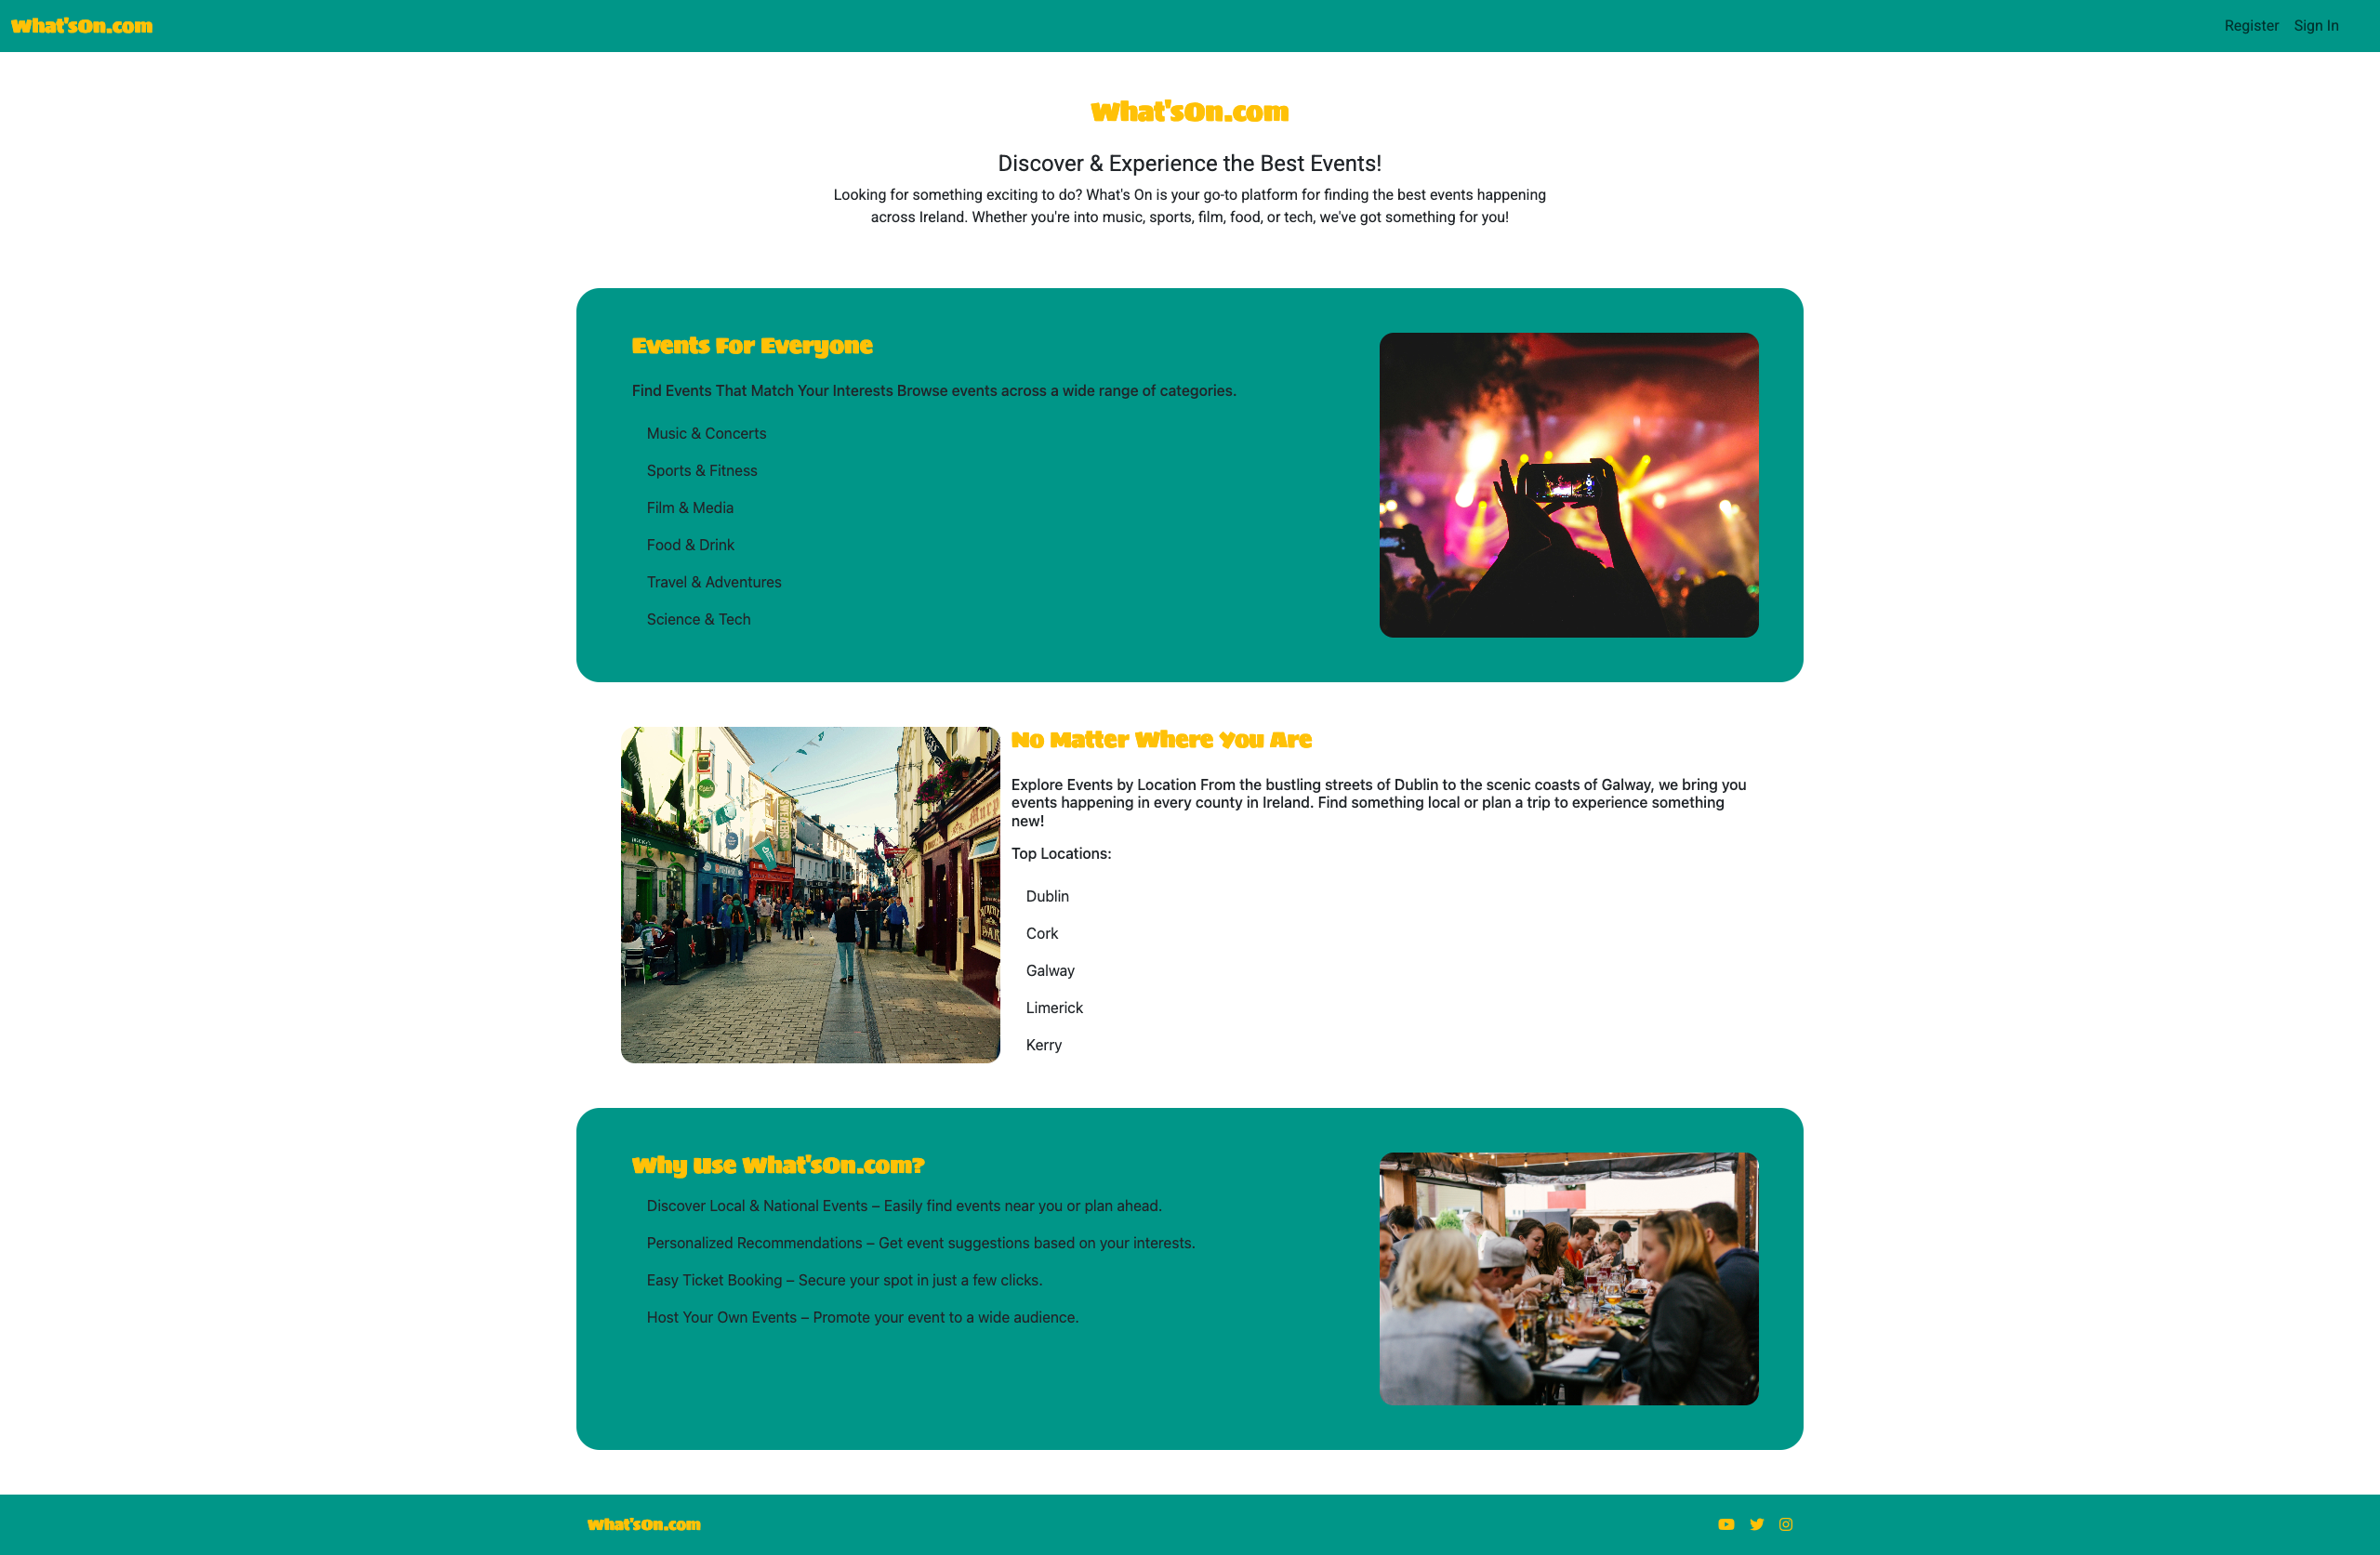 What'sOn.com
Register Sign In
What'sOn.com
Discover & Experience the Best Events!
Looking for something exciting to do? What's On is your go-to platform for finding the best events happening
across Ireland. Whether you're into music, sports, film, food, or tech, we've got something for you!
Events For Everyone
Find Events That Match Your Interests Browse events across a wide range of categories.
Music & Concerts
Sports & Fitness
Film & Media
Food & Drink
Travel & Adventures
Science & Tech
No Matter Where You Are
Explore Events by Location From the bustling streets of Dublin to the scenic coasts of Galway, we bring you
events happening in every county in Ireland. Find something local or plan a trip to experience something
new!
Top Locations:
Dublin
Cork
Galway
Limerick
Kerry
Why Use What'sOn.com?
Discover Local & National Events – Easily find events near you or plan ahead.
Personalized Recommendations – Get event suggestions based on your interests.
Easy Ticket Booking – Secure your spot in just a few clicks.
Host Your Own Events – Promote your event to a wide audience.
What'sOn.com